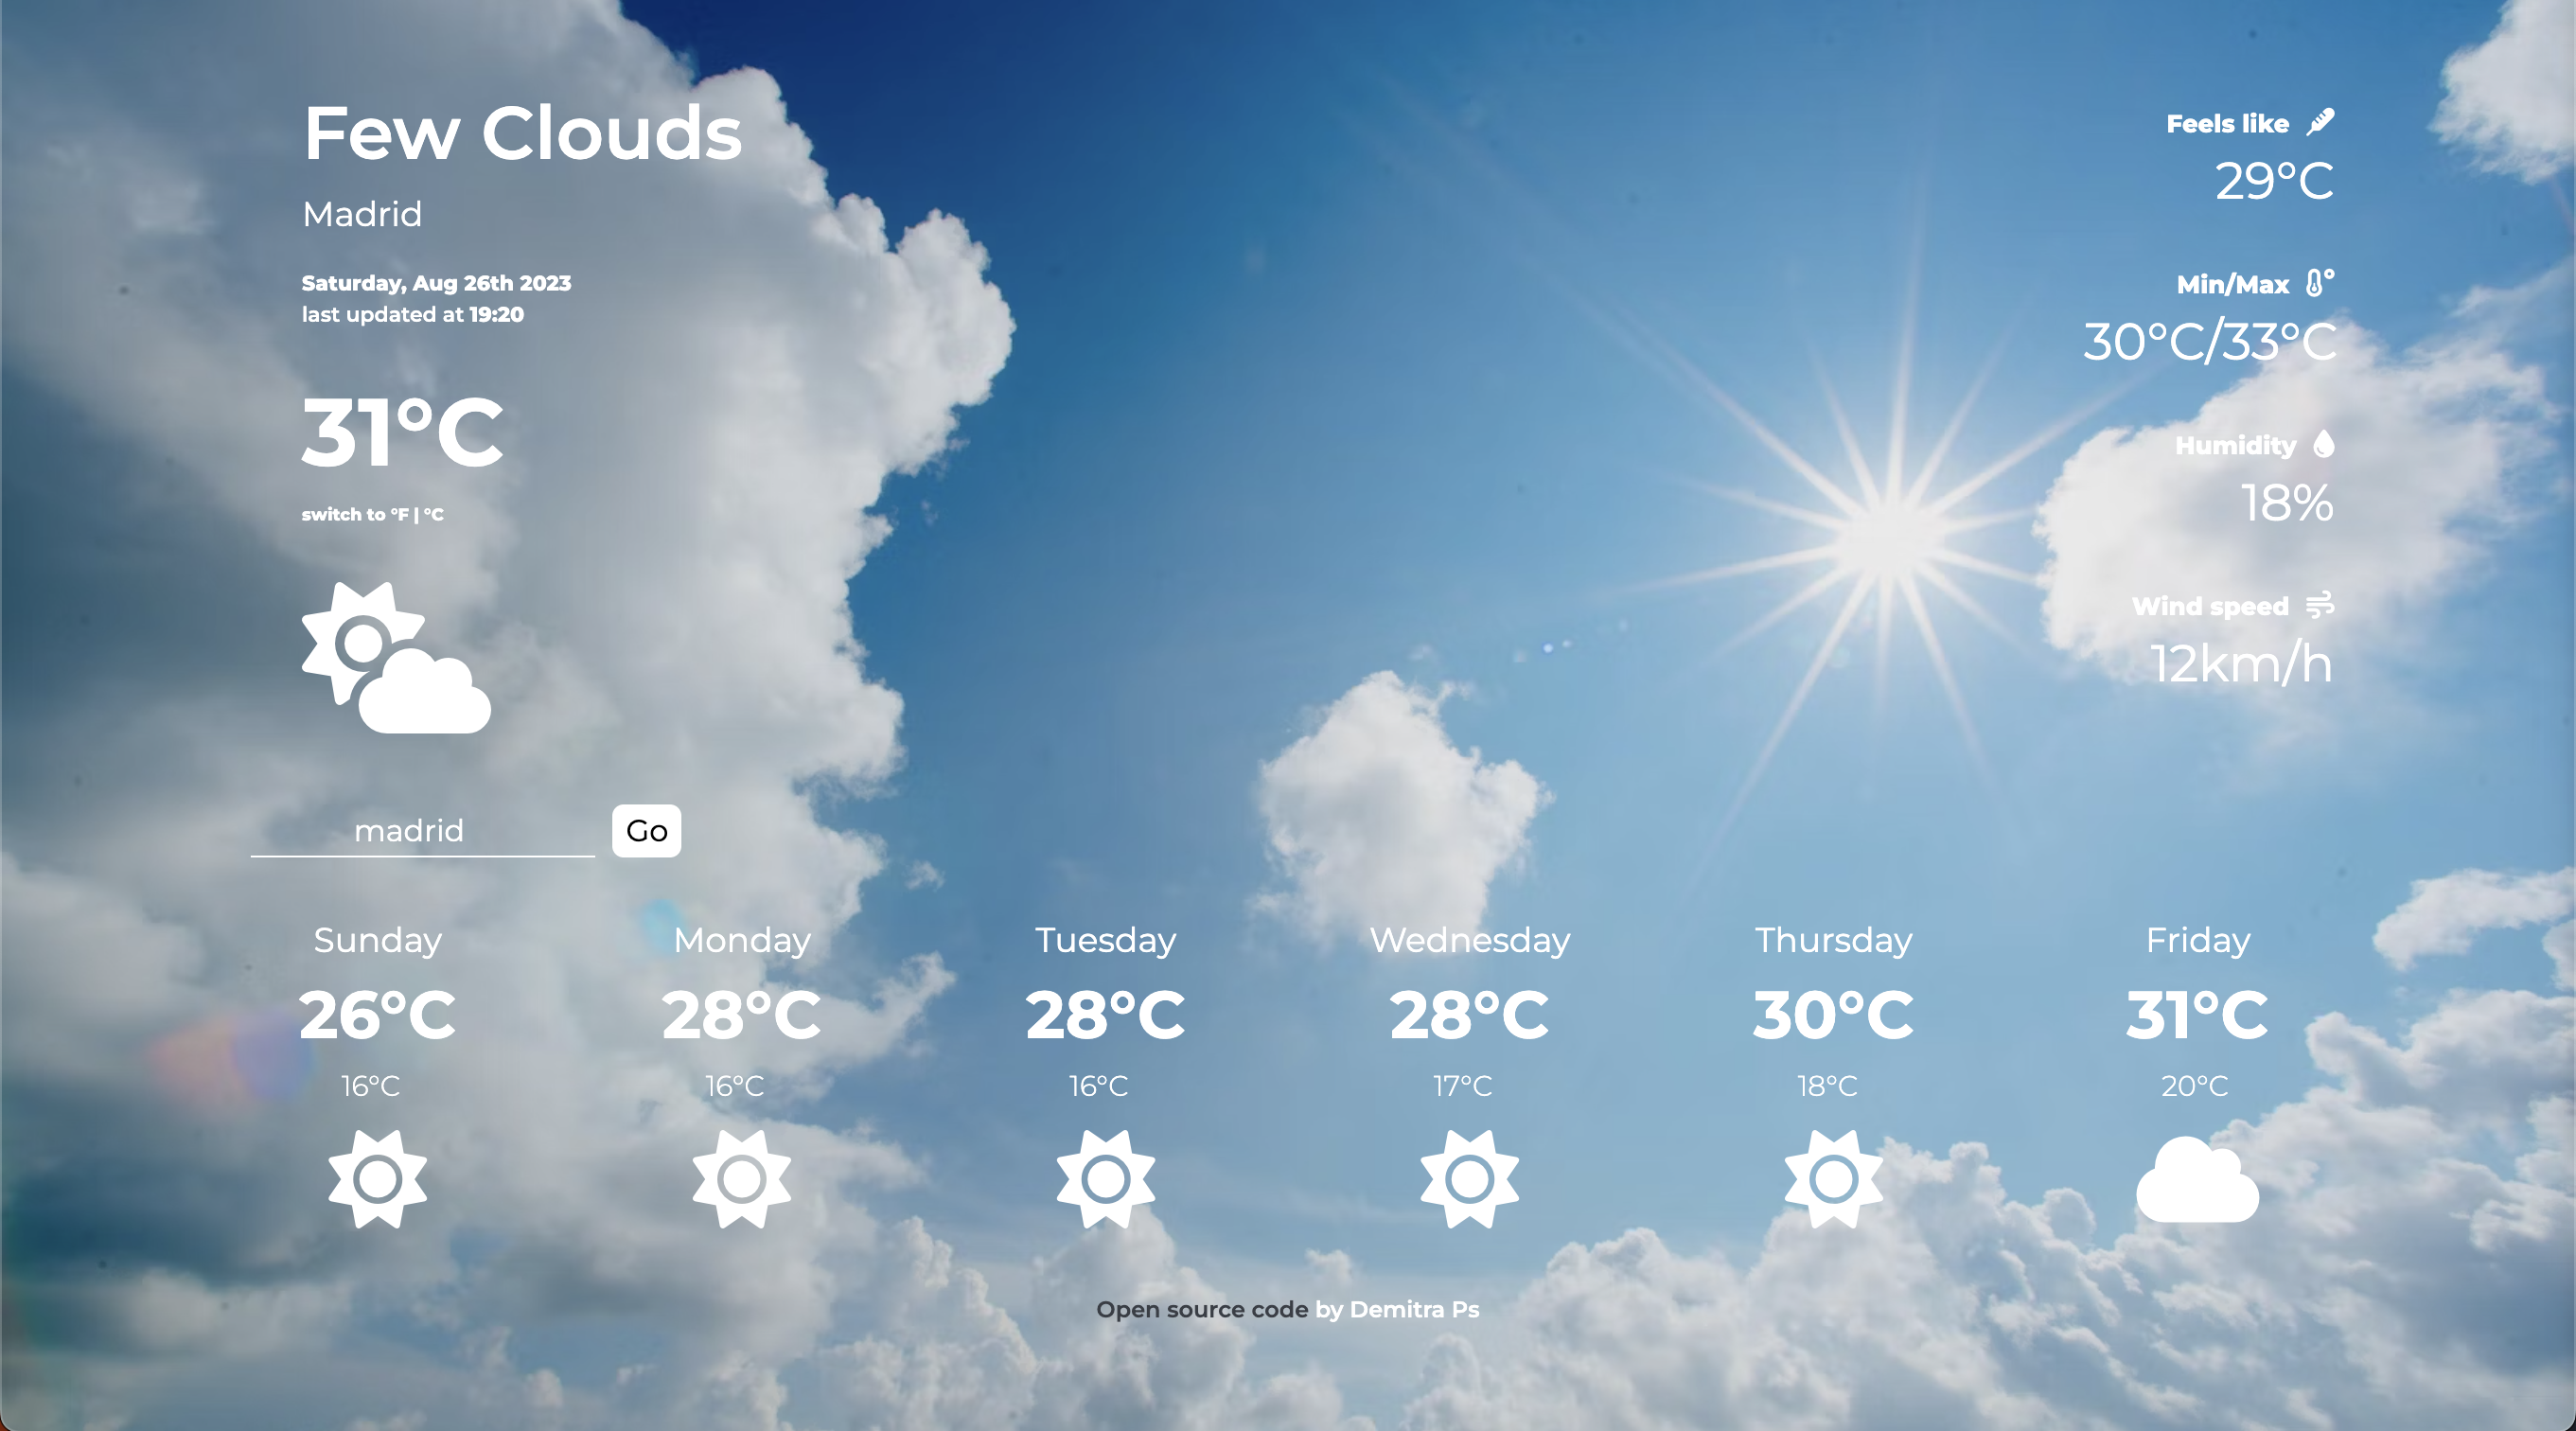 Few Clouds
Madrid
Saturday, Aug 26th 2023
last updated at 19:20
31°C
switch to °F | °C
Feels like
29°C
Min/Max
30°C/33°C
Humidity
18%
Wind speed
12km/h
madrid
Go
Sunday
26°C
16°C
Monday
28°C
16°C
Tuesday
28°C
16°C
Wednesday
28°C
17°C
Thursday
30°C
18°C
Friday
31°C
20°C
Open source code by Demitra Ps